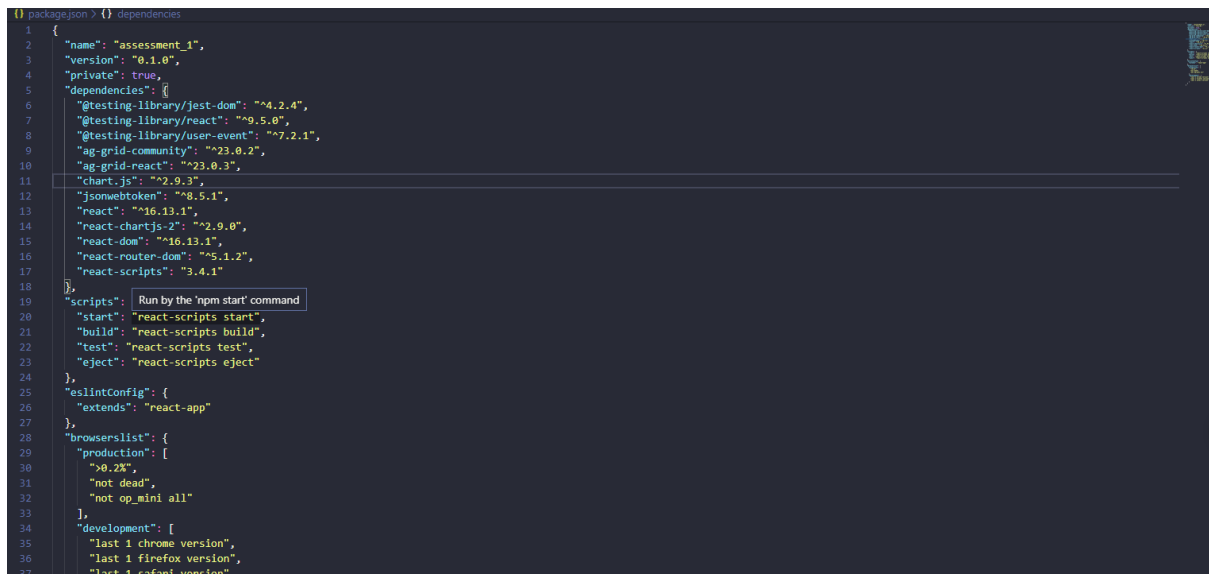 {} package.json > {} dependencies
1 {
2 "name": "assessment_1",
3 "version": "0.1.0",
4 "private": true,
5 "dependencies": {
6 "@testing-library/jest-dom": "^4.2.4",
7 "@testing-library/react": "^9.5.0",
8 "@testing-library/user-event": "^7.2.1",
9 "ag-grid-community": "^23.0.2",
10 "ag-grid-react": "^23.0.3",
11 "chart.js": "^2.9.3",
12 "jsonwebtoken": "^8.5.1",
13 "react": "^16.13.1",
14 "react-chartjs-2": "^2.9.0",
15 "react-dom": "^16.13.1",
16 "react-router-dom": "^5.1.2",
17 "react-scripts": "3.4.1"
18 },
19 "scripts": Run by the 'npm start' command
20 "start": "react-scripts start",
21 "build": "react-scripts build",
22 "test": "react-scripts test",
23 "eject": "react-scripts eject"
24 },
25 "eslintConfig": {
26 "extends": "react-app"
27 },
28 "browserslist": {
29 "production": [
30 ">0.2%",
31 "not dead",
32 "not op_mini all"
33 ],
34 "development": [
35 "last 1 chrome version",
36 "last 1 firefox version",
37 "last 1 safari version"